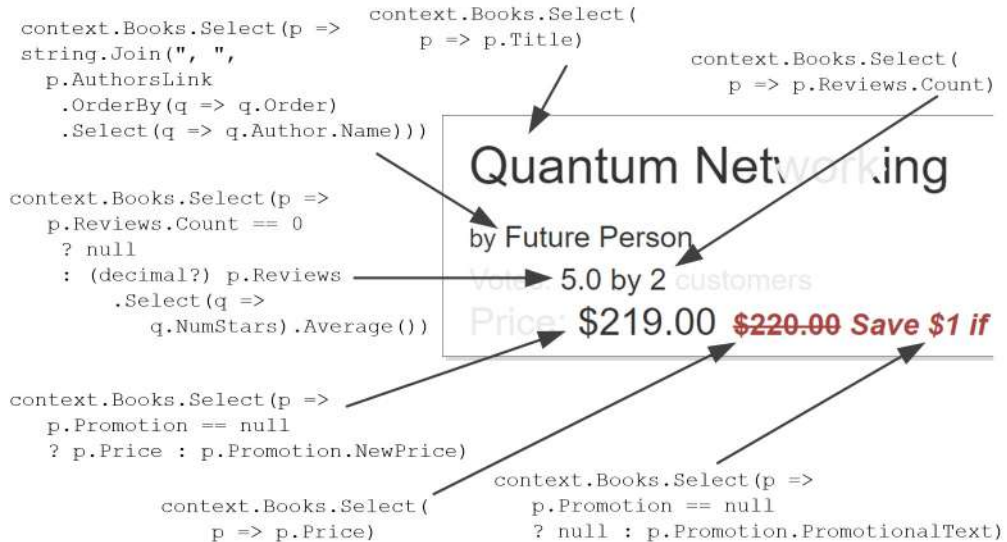 context.Books.Select(p =>
string.Join(", ",
p.AuthorsLink
.OrderBy(q => q.Order)
.Select(q => q.Author.Name)))
context.Books.Select(
p => p.Title)
context.Books.Select(
p => p.Reviews.Count)
Quantum Networking
by Future Person
Votes: 5.0 by 2 customers
Price: $219.00 $220.00 Save $1 if
context.Books.Select(p =>
p.Reviews.Count == 0
? null
: (decimal?) p.Reviews
.Select(q =>
q.NumStars).Average())
context.Books.Select(p =>
p.Promotion == null
? p.Price : p.Promotion.NewPrice)
context.Books.Select(
p => p.Price)
context.Books.Select(p =>
p.Promotion == null
? null : p.Promotion.PromotionalText)